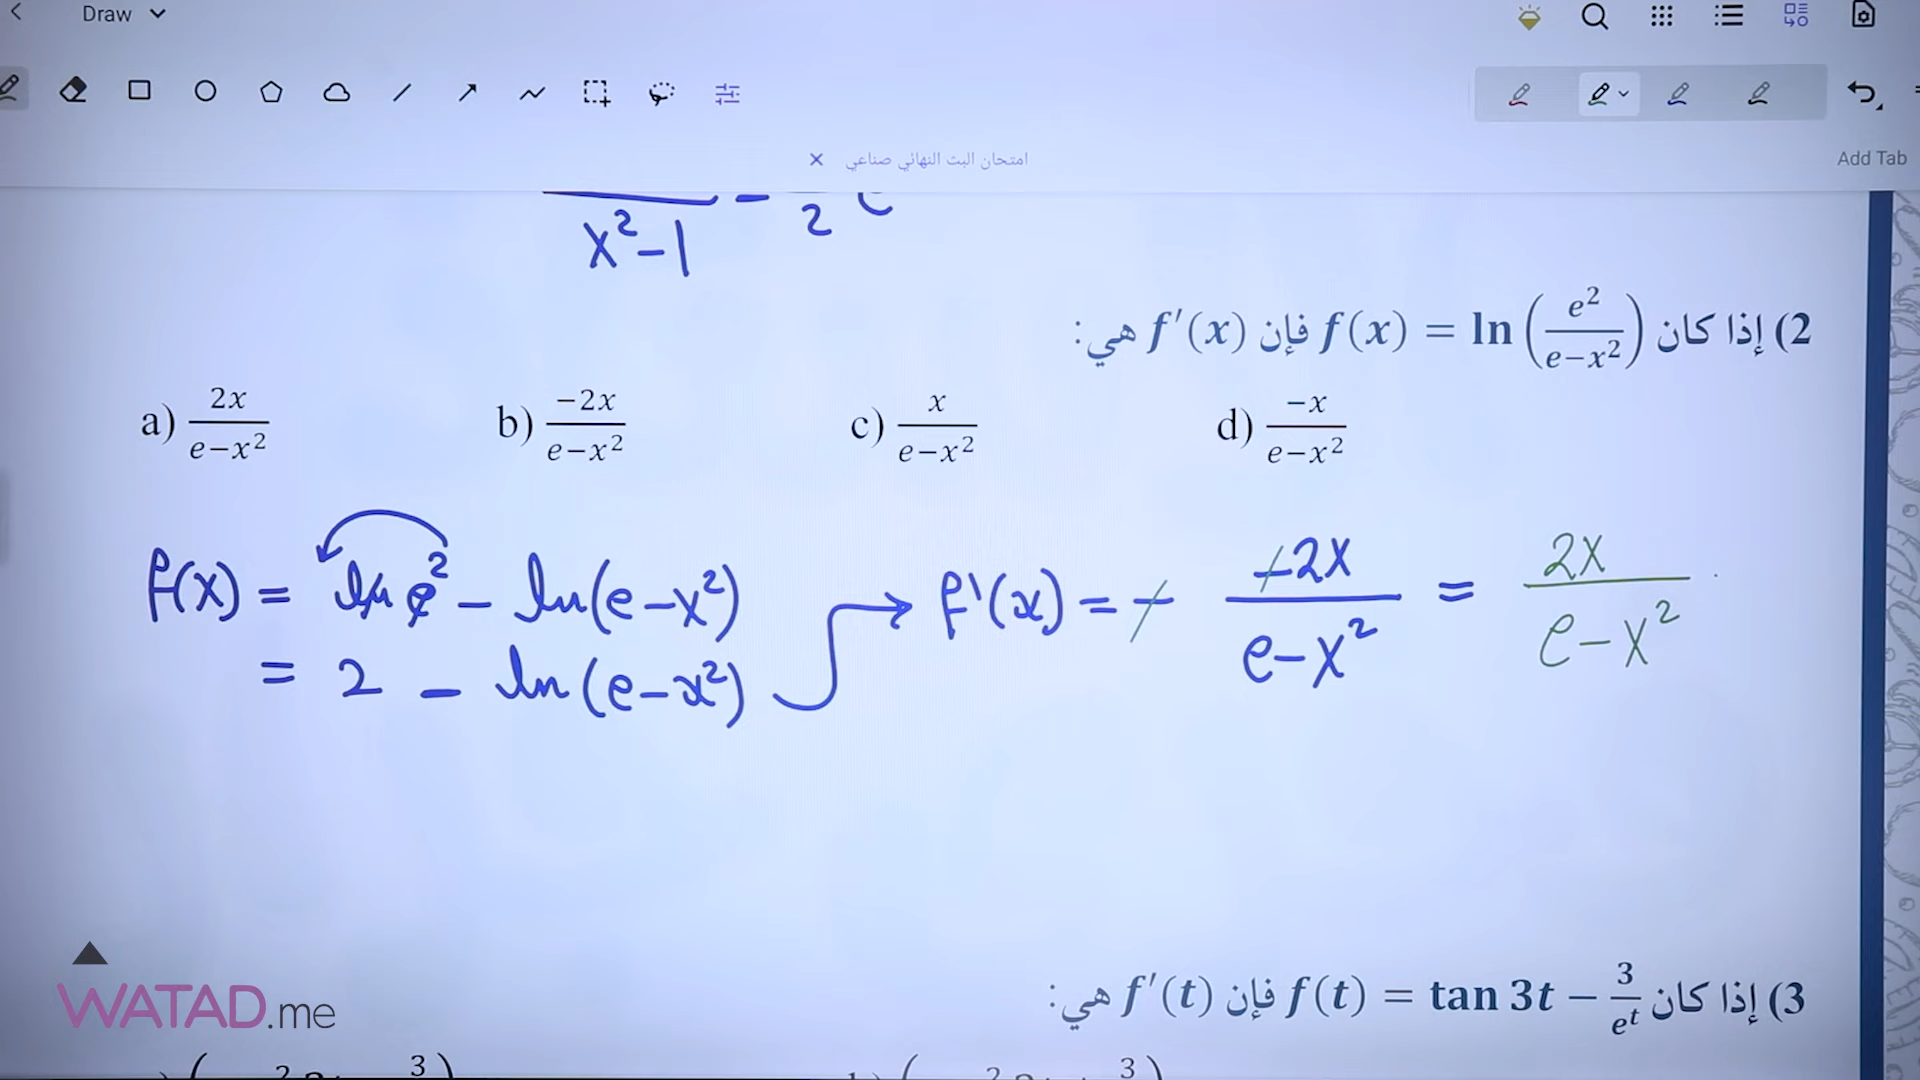 Draw
امتحان البث النهائي صناعي
Add Tab
x²-1 - 2
2) إذا كان f(x) = ln(e²/(e-x²)) فإن f'(x) هي:
a) 2x/(e-x²) b) -2x/(e-x²) c) x/(e-x²) d) -x/(e-x²)
f(x) = ln e² - ln(e-x²) → f'(x) = - -2x/(e-x²) = 2x/(e-x²)
= 2 - ln(e-x²)
WATAD.me
3) إذا كان f(t) = tan 3t - 3/e^t فإن f'(t) هي: